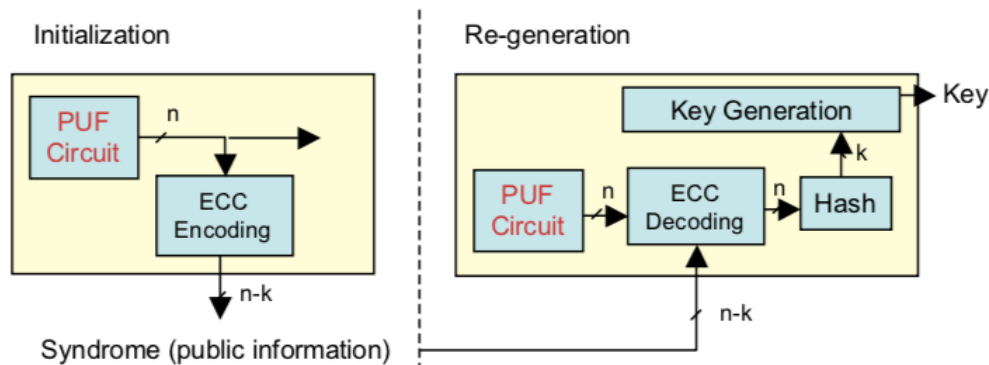 Initialization
PUF
Circuit
n
ECC
Encoding
n-k
Syndrome (public information)
Re-generation
Key Generation
Key
k
PUF
Circuit
n
ECC
Decoding
n
Hash
n-k